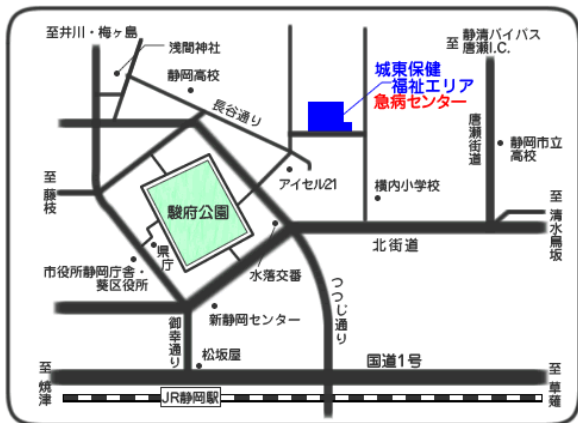 至井川・梅ヶ島
浅間神社
静岡高校
長谷通り
至
静清バイパス
唐瀬I.C.
城東保健
福祉エリア
急病センター
唐瀬街道
静岡市立
高校
アイセル21
横内小学校
至藤枝
駿府公園
至清水鳥坂
県庁
北街道
市役所静岡庁舎・
葵区役所
水落交番
つつじ通り
新静岡センター
御幸通り
松坂屋
国道1号
至焼津
JR静岡駅
至草薙